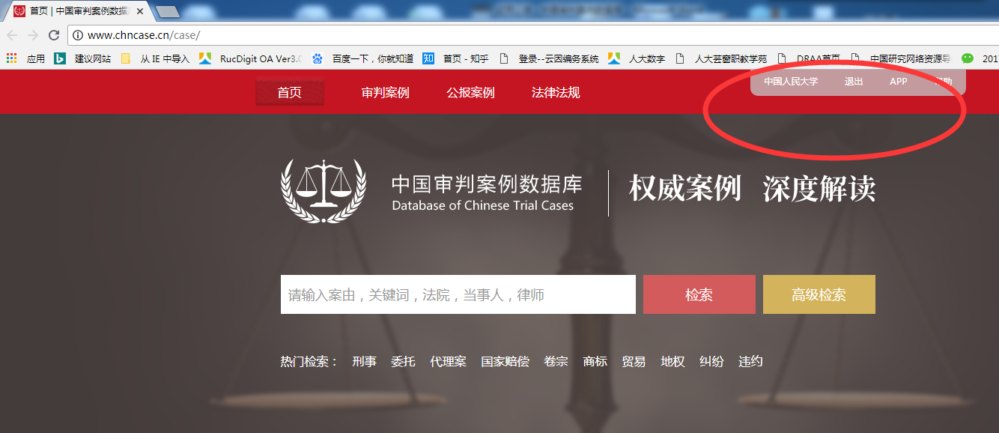 首页 | 中国审判案例数据
www.chncase.cn/case/
应用 建议网站 从 IE 中导入 RucDigit OA Ver3.0 百度一下，你就知道 首页 - 知乎 登录--云因编务系统 人大数字 人大芸窗职教学苑 DRAA首页 中国研究网络资源导 201
中国人民大学 退出 APP 帮助
首页 审判案例 公报案例 法律法规
中国审判案例数据库
Database of Chinese Trial Cases
权威案例 深度解读
请输入案由，关键词，法院，当事人，律师 检索 高级检索
热门检索： 刑事 委托 代理案 国家赔偿 卷宗 商标 贸易 地权 纠纷 违约